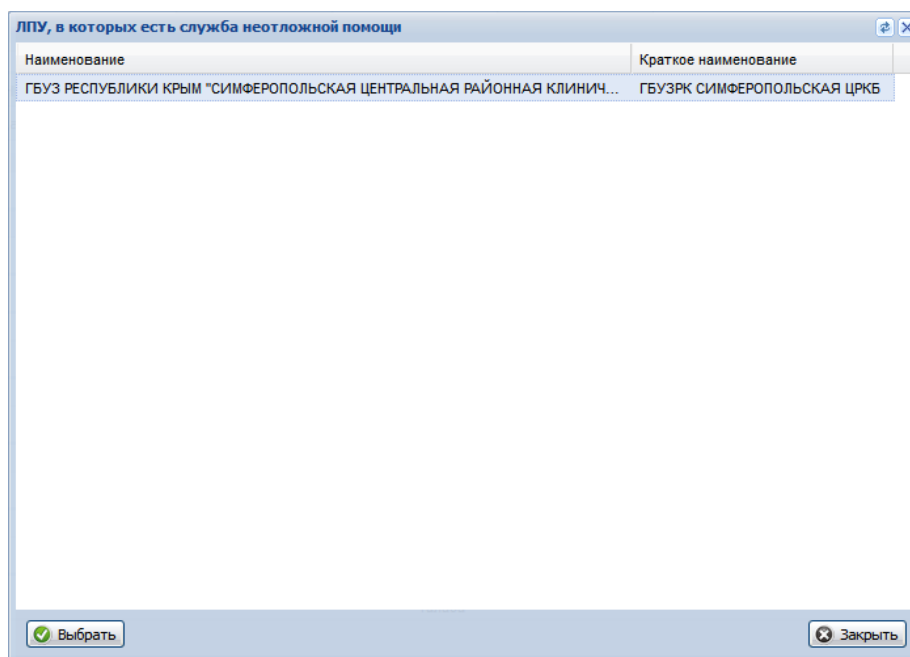 ЛПУ, в которых есть служба неотложной помощи
Наименование Краткое наименование
ГБУЗ РЕСПУБЛИКИ КРЫМ "СИМФЕРОПОЛЬСКАЯ ЦЕНТРАЛЬНАЯ РАЙОННАЯ КЛИНИЧ... ГБУЗРК СИМФЕРОПОЛЬСКАЯ ЦРКБ
Выбрать Закрыть